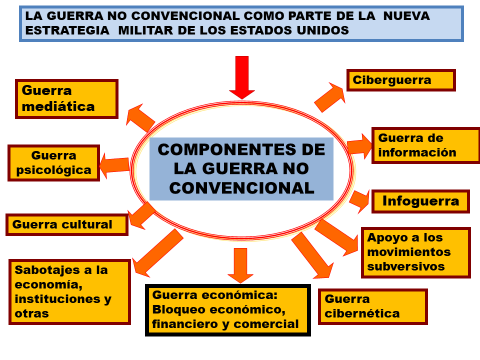 LA GUERRA NO CONVENCIONAL COMO PARTE DE LA NUEVA
ESTRATEGIA MILITAR DE LOS ESTADOS UNIDOS
Guerra
mediática
Ciberguerra
COMPONENTES DE
LA GUERRA NO
CONVENCIONAL
Guerra
psicológica
Guerra de
información
Guerra cultural
Infoguerra
Sabotajes a la
economía,
instituciones y
otras
Apoyo a los
movimientos
subversivos
Guerra económica:
Bloqueo económico,
financiero y comercial
Guerra
cibernética